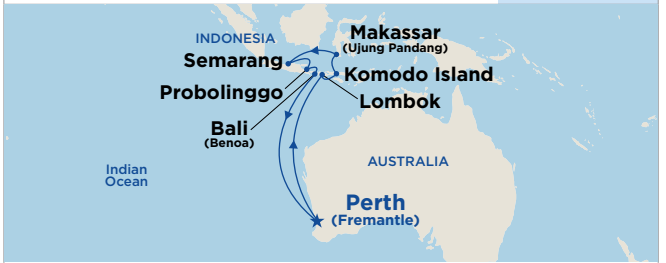 INDONESIA
Makassar
(Ujung Pandang)
Semarang
Komodo Island
Probolinggo
Lombok
Bali
(Benoa)
AUSTRALIA
Indian
Ocean
Perth
(Fremantle)